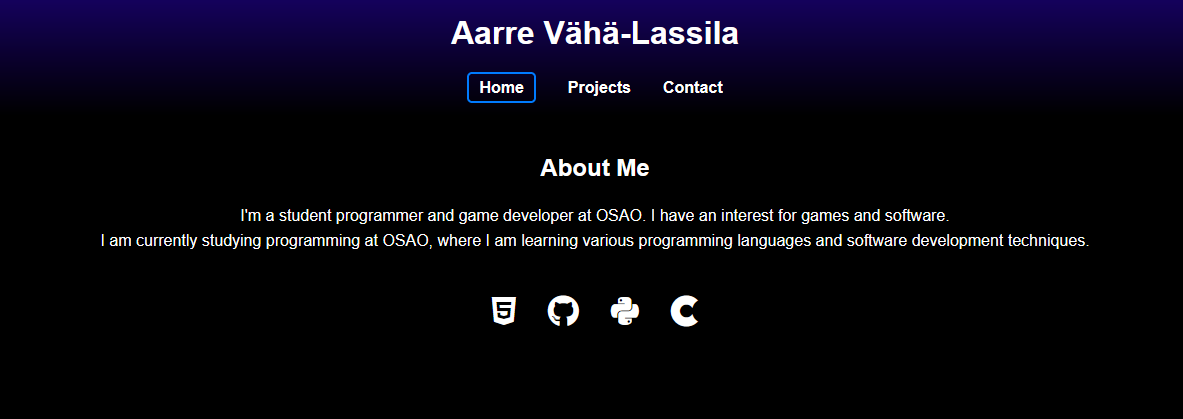 Aarre Vähä-Lassila
Home Projects Contact
About Me
I'm a student programmer and game developer at OSAO. I have an interest for games and software.
I am currently studying programming at OSAO, where I am learning various programming languages and software development techniques.